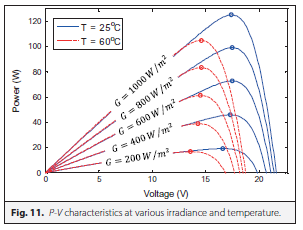 120
100
80
60
40
20
0
Power (W)
T = 25°C
T = 60°C
G = 1000 W/m²
G = 800 W/m²
G = 600 W/m²
G = 400 W/m²
G = 200 W/m²
0 5 10 15 20
Voltage (V)
Fig. 11. P-V characteristics at various irradiance and temperature.